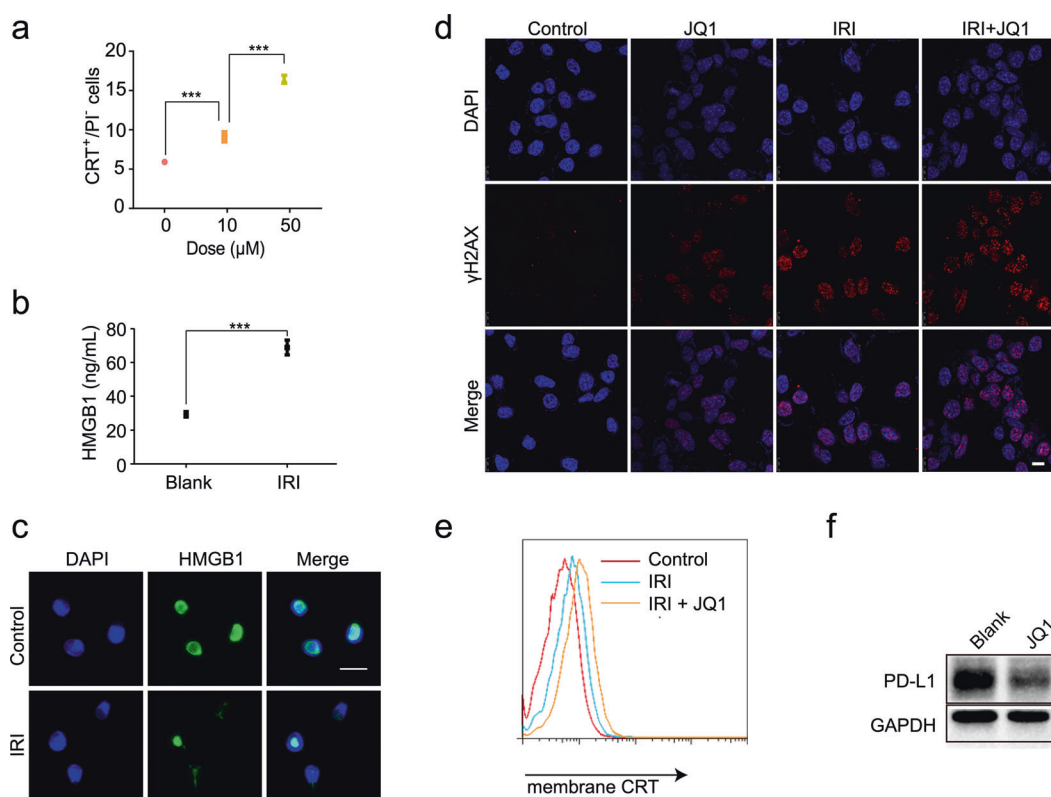 a
20
15
10
5
0
CRT⁺/PI⁻ cells
***
***
0 10 50
Dose (µM)
b
80
60
40
20
0
HMGB1 (ng/mL)
***
Blank IRI
c
DAPI HMGB1 Merge
Control
IRI
d
Control JQ1 IRI IRI+JQ1
DAPI
γH2AX
Merge
e
Control
IRI
IRI + JQ1
membrane CRT
f
Blank JQ1
PD-L1
GAPDH